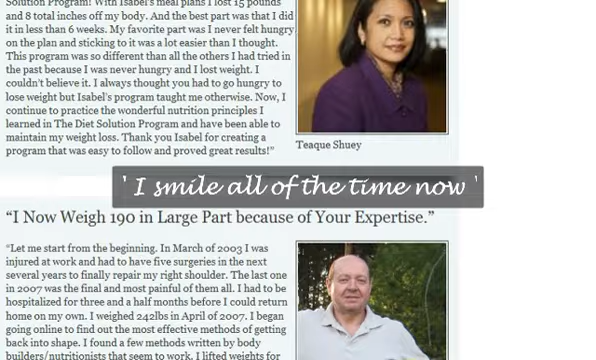 Solution Program! With Isabel's meal plans I lost 15 pounds
and 8 total inches off my body. And the best part was that I did
it in less than 6 weeks. My favorite part was I never felt hungry
on the plan and sticking to it was a lot easier than I thought.
This program was so different than all the others I had tried in
the past because I was never hungry and I lost weight. I
couldn't believe it. I always thought you had to go hungry to
lose weight but Isabel's program taught me otherwise. Now, I
continue to practice the wonderful nutrition principles I
learned in The Diet Solution Program and have been able to
maintain my weight loss. Thank you Isabel for creating a
program that was easy to follow and proved great results!"
Teaque Shuey
' I smile all of the time now '
"I Now Weigh 190 in Large Part because of Your Expertise."
"Let me start from the beginning. In March of 2003 I was
injured at work and had to have five surgeries in the next
several years to finally repair my right shoulder. The last one
in 2007 was the final and most painful of them all. I had to be
hospitalized for three and a half months before I could return
home on my own. I weighed 242lbs in April of 2007. I began
going online to find out the most effective methods of getting
back into shape. I found a few methods written by body
builders/nutritionists that seem to work. I lifted weights for